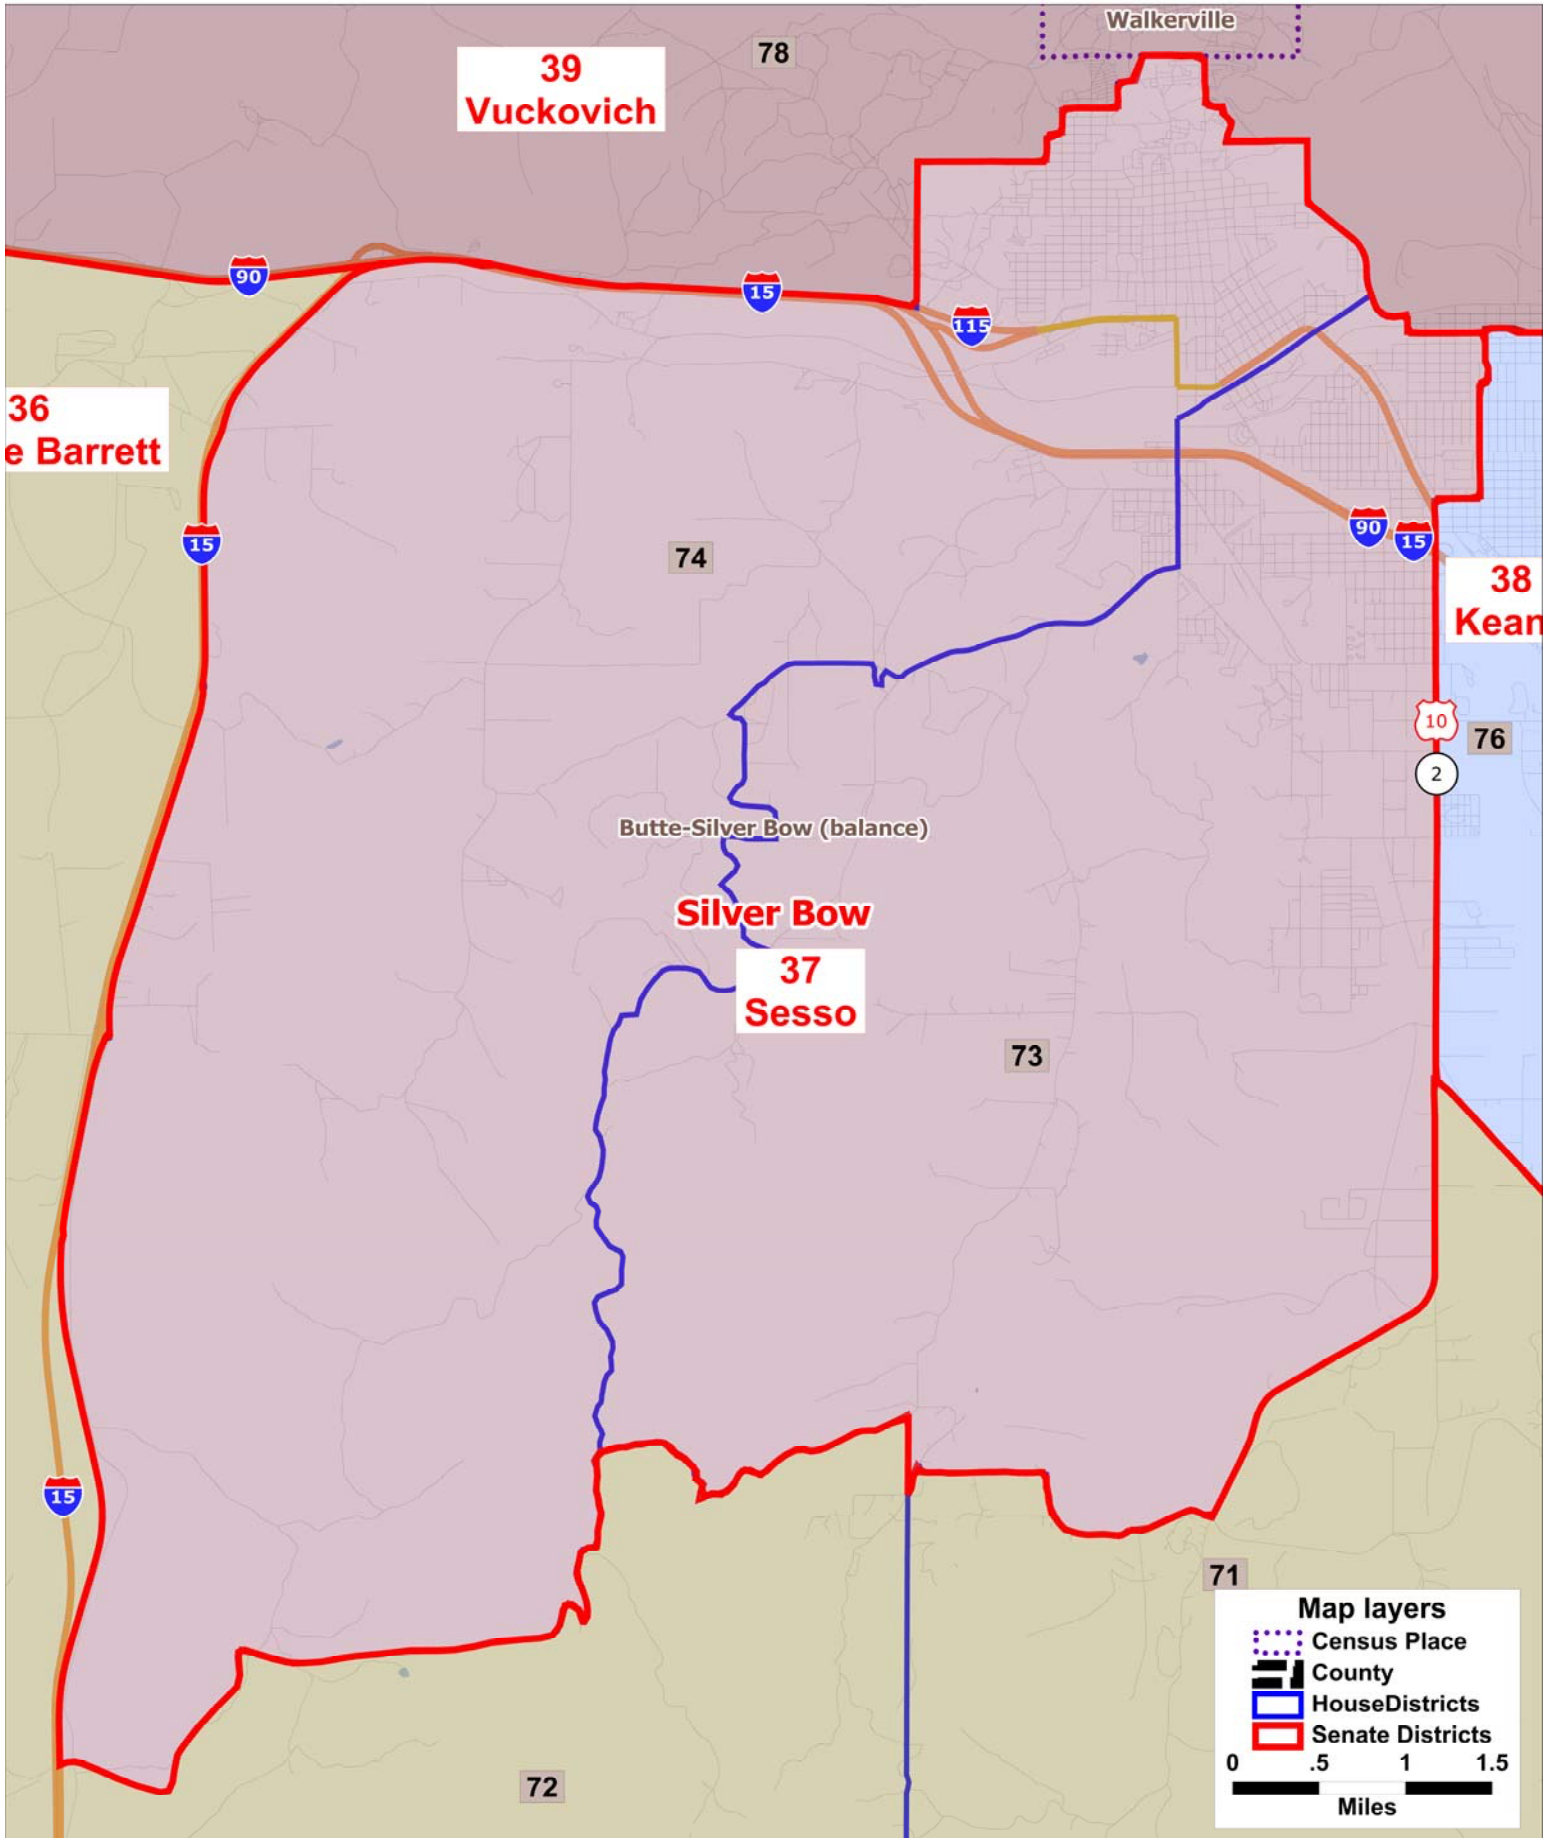 Walkerville
78
39
Vuckovich
90
15
115
36
e Barrett
15
90
15
74
38
Kean
10
76
2
Butte-Silver Bow (balance)
Silver Bow
37
Sesso
73
15
71
72
Map layers
Census Place
County
HouseDistricts
Senate Districts
0 .5 1 1.5
Miles